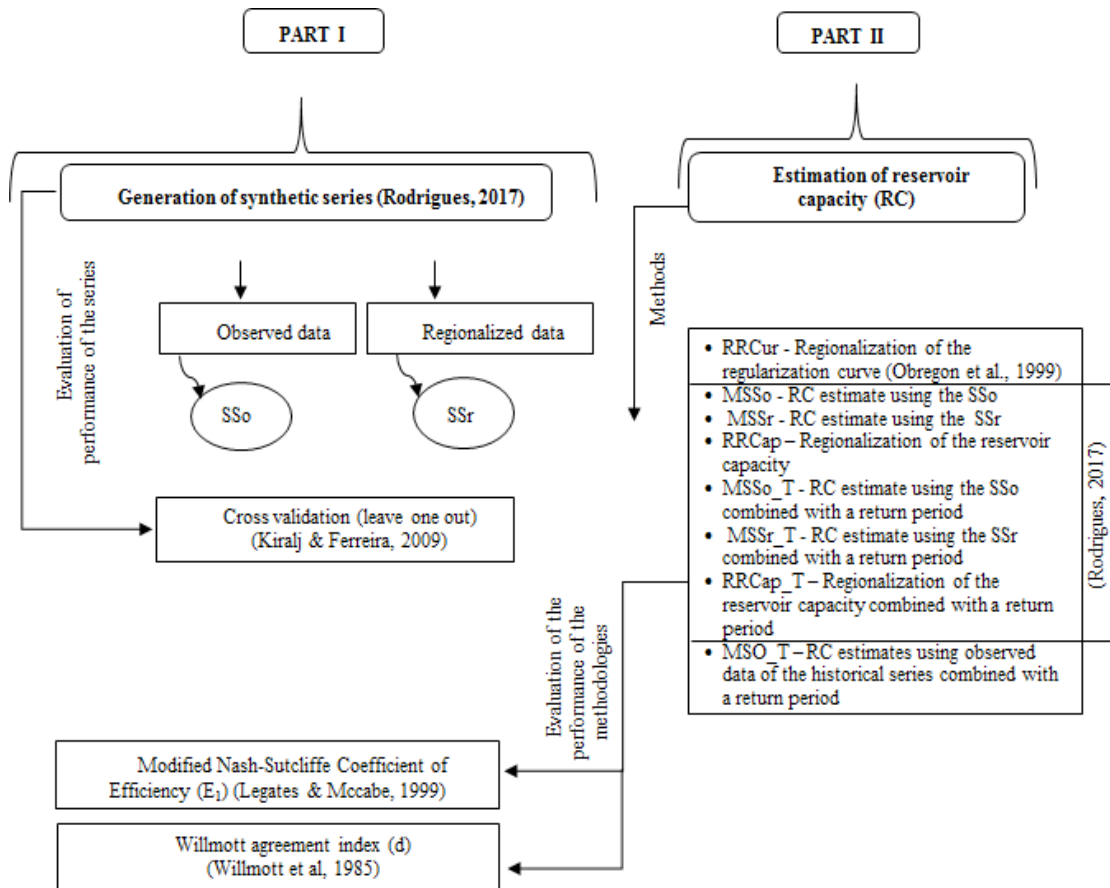 PART I
PART II
Generation of synthetic series (Rodrigues, 2017)
Estimation of reservoir
capacity (RC)
Evaluation of
performance of the series
Observed data
Regionalized data
SSo
SSr
Cross validation (leave one out)
(Kiralj & Ferreira, 2009)
Methods
• RRCur - Regionalization of the
regularization curve (Obregon et al., 1999)
• MSSo - RC estimate using the SSo
• MSSr - RC estimate using the SSr
• RRCap – Regionalization of the reservoir
capacity
• MSSo_T - RC estimate using the SSo
combined with a return period
• MSSr_T - RC estimate using the SSr
combined with a return period
• RRCap_T – Regionalization of the
reservoir capacity combined with a return
period
• MSO_T – RC estimates using observed
data of the historical series combined with
a return period
(Rodrigues, 2017)
Evaluation of the
performance of the
methodologies
Modified Nash-Sutcliffe Coefficient of
Efficiency (E₁) (Legates & Mccabe, 1999)
Willmott agreement index (d)
(Willmott et al, 1985)